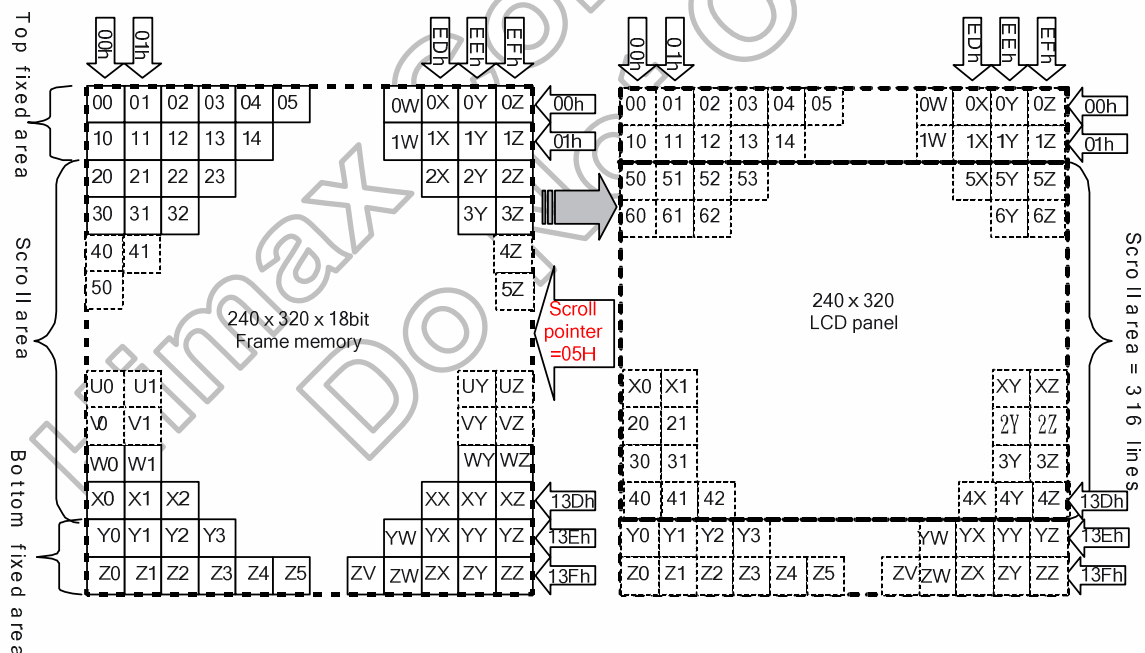 00h 01h EDh EEh EFh 00h 01h EDh EEh EFh
Top fixed area
00 01 02 03 04 05 0W 0X 0Y 0Z 00h 00 01 02 03 04 05 0W 0X 0Y 0Z 00h
10 11 12 13 14 1W 1X 1Y 1Z 01h 10 11 12 13 14 1W 1X 1Y 1Z 01h
20 21 22 23 2X 2Y 2Z 50 51 52 53 5X 5Y 5Z
30 31 32 3Y 3Z 60 61 62 6Y 6Z
Scroll area
40 41 4Z
50 5Z
240 x 320 x 18bit
Frame memory
Scroll
pointer
=05H
240 x 320
LCD panel
Scroll area = 316 lines
U0 U1 UY UZ X0 X1 XY XZ
V0 V1 VY VZ 20 21 2Y 2Z
W0 W1 WY WZ 30 31 3Y 3Z
X0 X1 X2 XX XY XZ 13Dh 40 41 42 4X 4Y 4Z 13Dh
Bottom fixed area
Y0 Y1 Y2 Y3 YW YX YY YZ 13Eh Y0 Y1 Y2 Y3 YW YX YY YZ 13Eh
Z0 Z1 Z2 Z3 Z4 Z5 ZV ZW ZX ZY ZZ 13Fh Z0 Z1 Z2 Z3 Z4 Z5 ZV ZW ZX ZY ZZ 13Fh
Himax
Do Not